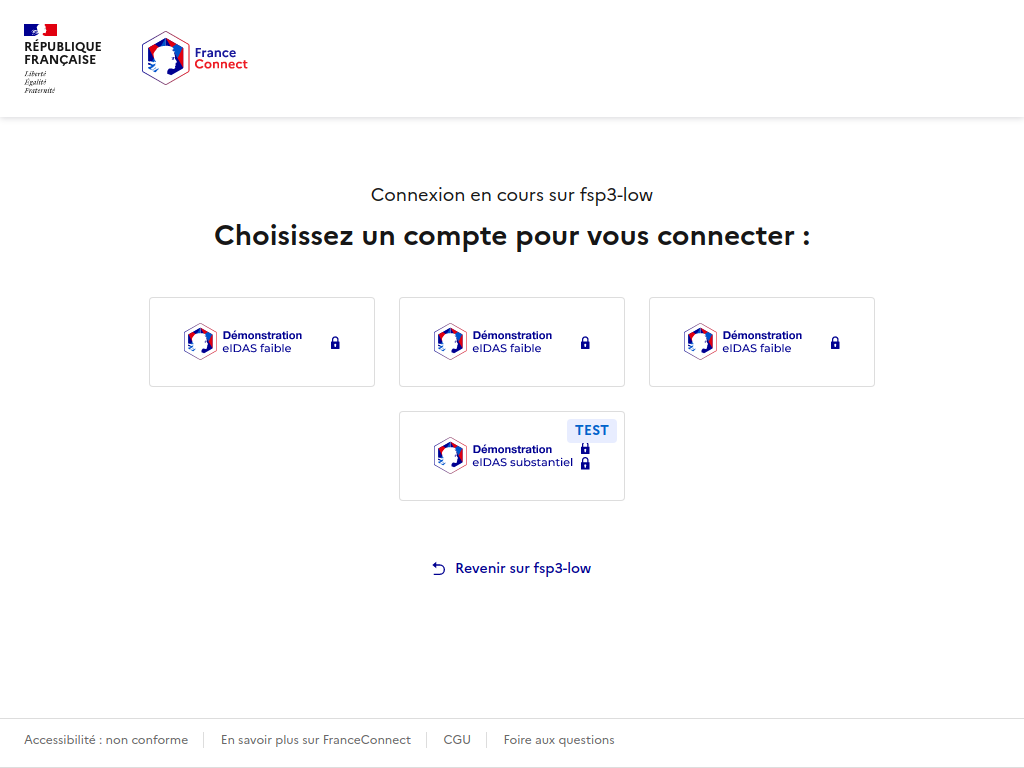 RÉPUBLIQUE
FRANÇAISE
Liberté
Égalité
Fraternité
France
Connect
Connexion en cours sur fsp3-low
Choisissez un compte pour vous connecter :
Démonstration
eIDAS faible
Démonstration
eIDAS faible
Démonstration
eIDAS faible
TEST
Démonstration
eIDAS substantiel
Revenir sur fsp3-low
Accessibilité : non conforme
En savoir plus sur FranceConnect
CGU
Foire aux questions